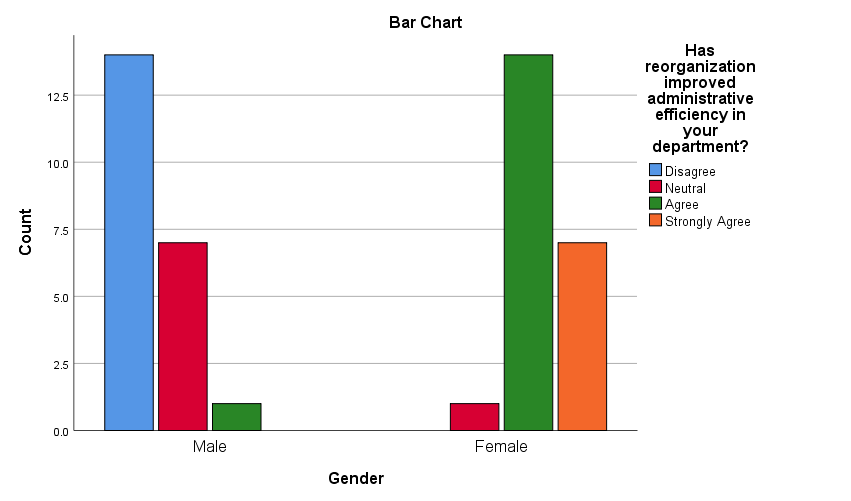 Bar Chart
Has
reorganization
improved
administrative
efficiency in
your
department?
Disagree
Neutral
Agree
Strongly Agree
Count
12.5
10.0
7.5
5.0
2.5
0.0
Male
Female
Gender